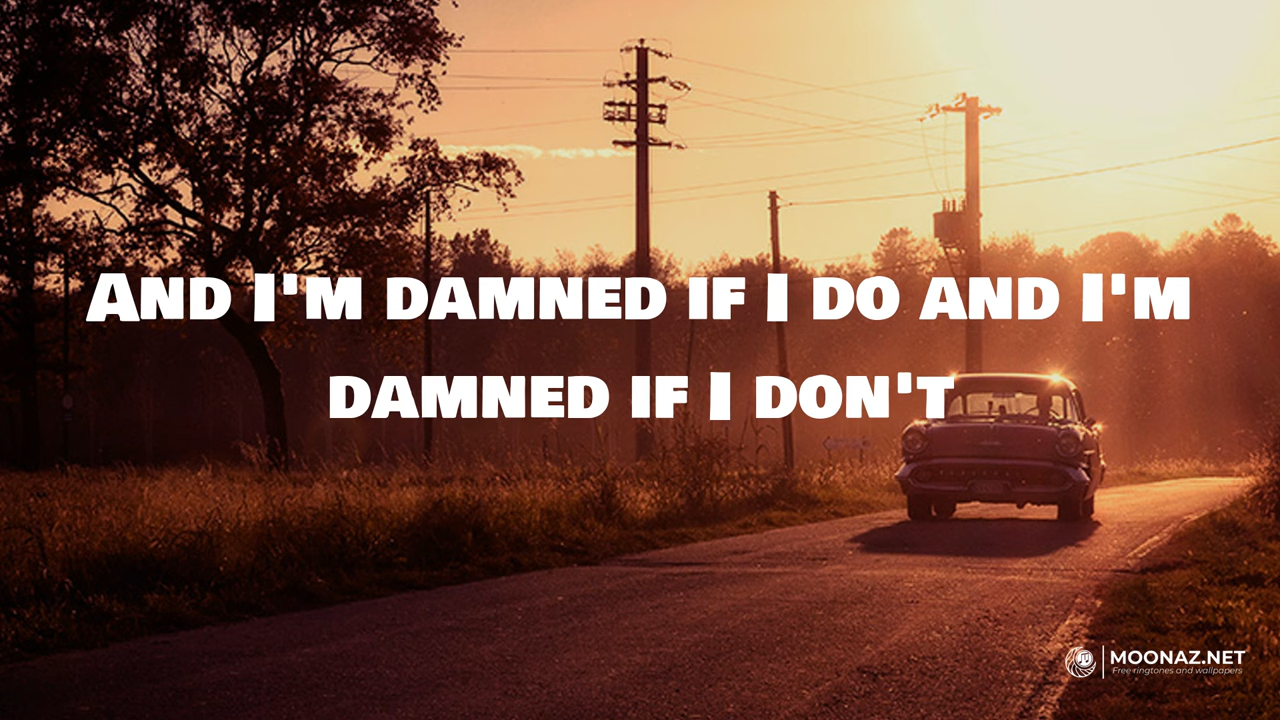 And I'm damned if I do and I'm
damned if I don't
MOONAZ.NET
Free ringtones and wallpapers